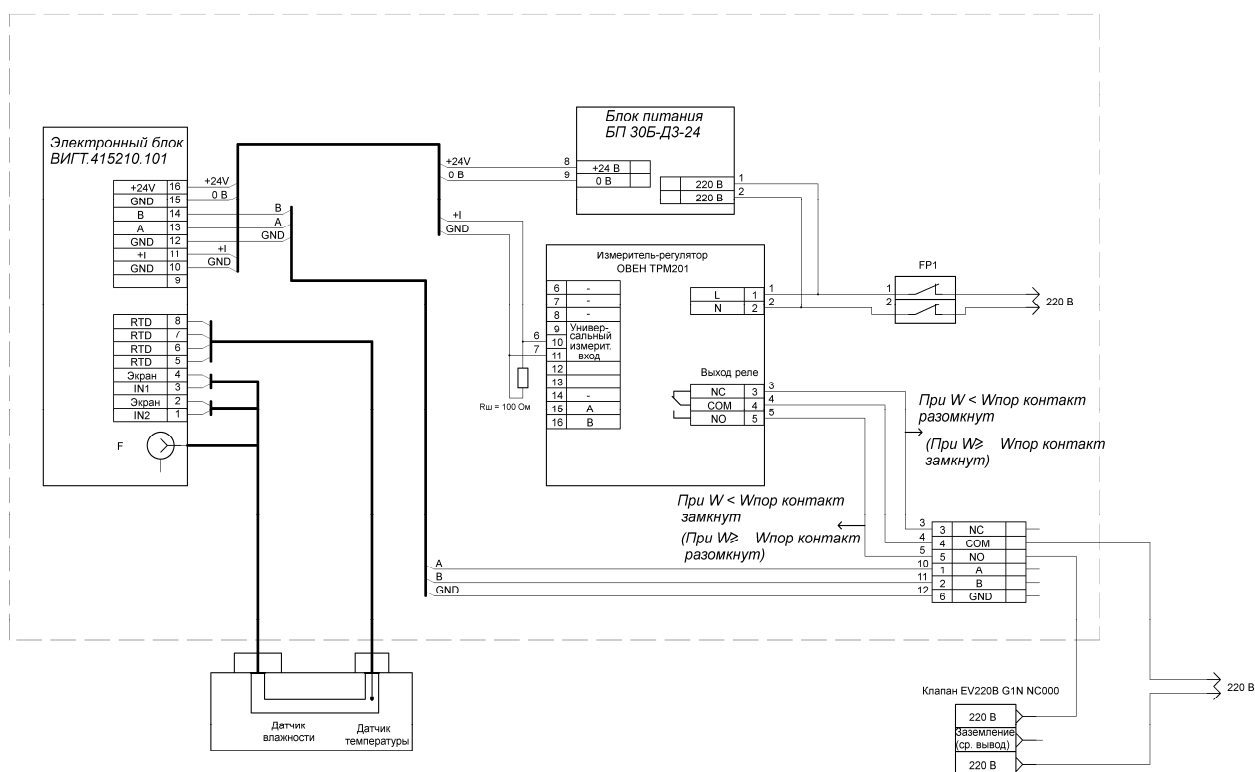 Электронный блок
ВИГТ.415210.101
+24V 16 +24V
GND 15 0 В
B 14 B
A 13 A
GND 12 GND
+I 11 +I
GND 10 GND
9
RTD 8
RTD 7
RTD 6
RTD 5
Экран 4
IN1 3
Экран 2
IN2 1
F
Блок питания
БП 30Б-Д3-24
+24V 8 +24 В
0 В 9 0 В
220 В 1
220 В 2
+I
GND
Измеритель-регулятор
ОВЕН ТРМ201
6 -
7 -
8 -
9 Универ-
6 10 сальный
измерит.
7 11 вход
12
13
14 -
15 A
16 B
Rш = 100 Ом
L 1 1
N 2 2
Выход реле
NC 3 3
COM 4 4
NO 5 5
FP1
1
2
220 В
При W < Wпор контакт
разомкнут
(При W≥ Wпор контакт
замкнут)
При W < Wпор контакт
замкнут
(При W≥ Wпор контакт
разомкнут)
3 3 NC
4 4 COM
5 5 NO
A 10 1 A
B 11 2 B
GND 12 6 GND
Датчик
влажности
Датчик
температуры
Клапан EV220B G1N NC000
220 В
Заземление
(ср. вывод)
220 В
220 В